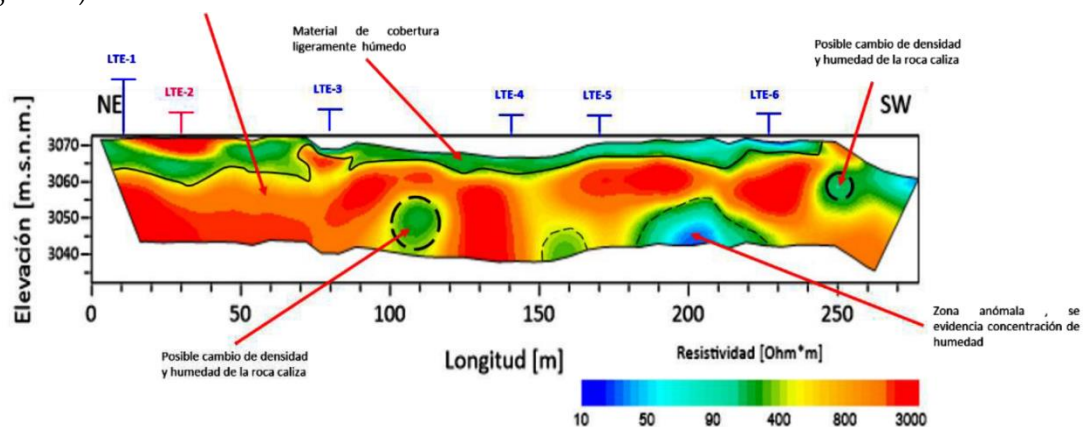 Material de cobertura
ligeramente húmedo
Posible cambio de densidad
y humedad de la roca caliza
LTE-1
LTE-2
LTE-3
LTE-4
LTE-5
LTE-6
NE
SW
Elevación [m.s.n.m.]
3070
3060
3050
3040
0 50 100 150 200 250
Longitud [m]
Posible cambio de densidad
y humedad de la roca caliza
Zona anómala , se
evidencia concentración de
humedad
Resistividad [Ohm*m]
10 50 90 400 800 3000